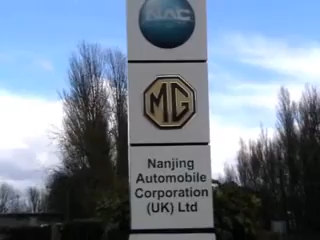 NAC
MG
Nanjing
Automobile
Corporation
(UK) Ltd